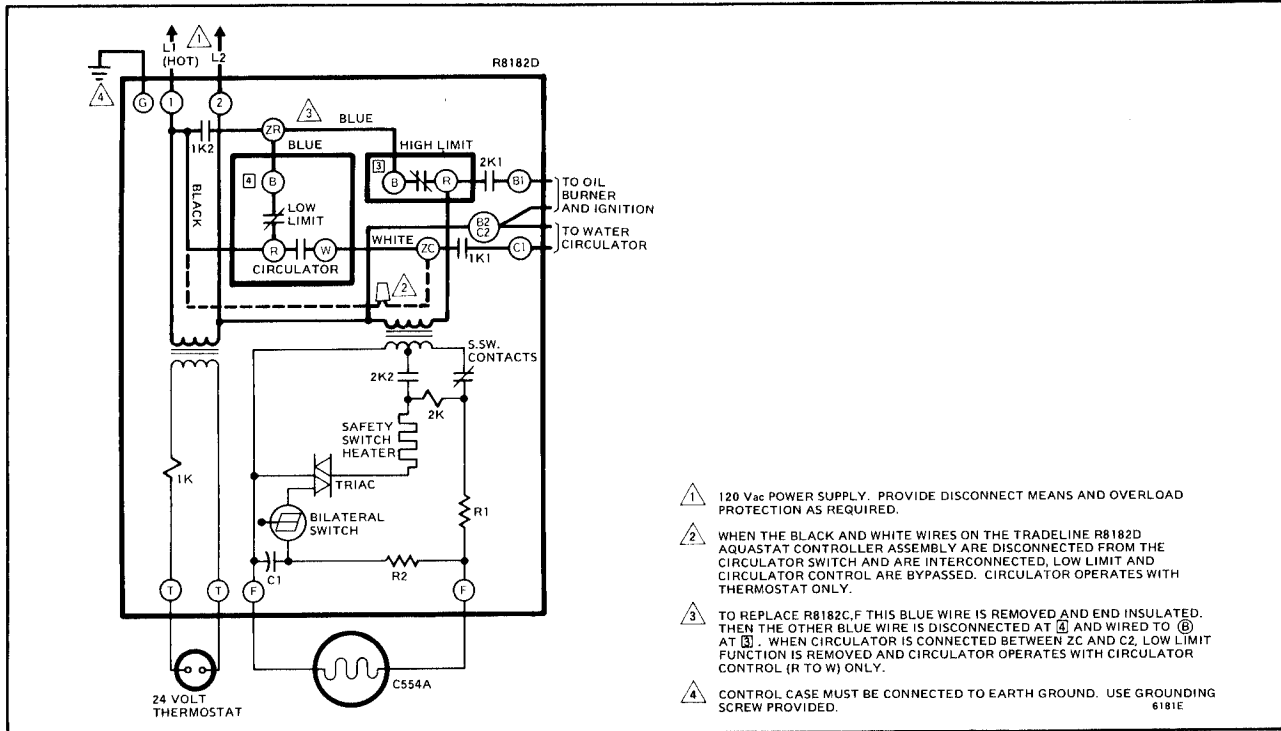 L1
(HOT)
1
L2
R8182D
4
G
1
2
3
BLUE
ZR
1K2
BLUE
HIGH LIMIT
2K1
BLACK
4
B
3
B
R
B1
TO OIL
BURNER
AND IGNITION
LOW
LIMIT
B2
C2
TO WATER
CIRCULATOR
R
W
WHITE
ZC
1K1
C1
CIRCULATOR
2
S.SW.
CONTACTS
2K2
2K
SAFETY
SWITCH
HEATER
1K
TRIAC
R1
BILATERAL
SWITCH
C1
R2
T
T
F
F
24 VOLT
THERMOSTAT
C554A
1 120 Vac POWER SUPPLY. PROVIDE DISCONNECT MEANS AND OVERLOAD
PROTECTION AS REQUIRED.
2 WHEN THE BLACK AND WHITE WIRES ON THE TRADELINE R8182D
AQUASTAT CONTROLLER ASSEMBLY ARE DISCONNECTED FROM THE
CIRCULATOR SWITCH AND ARE INTERCONNECTED, LOW LIMIT AND
CIRCULATOR CONTROL ARE BYPASSED. CIRCULATOR OPERATES WITH
THERMOSTAT ONLY.
3 TO REPLACE R8182C,F THIS BLUE WIRE IS REMOVED AND END INSULATED.
THEN THE OTHER BLUE WIRE IS DISCONNECTED AT 4 AND WIRED TO B
AT 3. WHEN CIRCULATOR IS CONNECTED BETWEEN ZC AND C2, LOW LIMIT
FUNCTION IS REMOVED AND CIRCULATOR OPERATES WITH CIRCULATOR
CONTROL (R TO W) ONLY.
4 CONTROL CASE MUST BE CONNECTED TO EARTH GROUND. USE GROUNDING
SCREW PROVIDED.
6181E